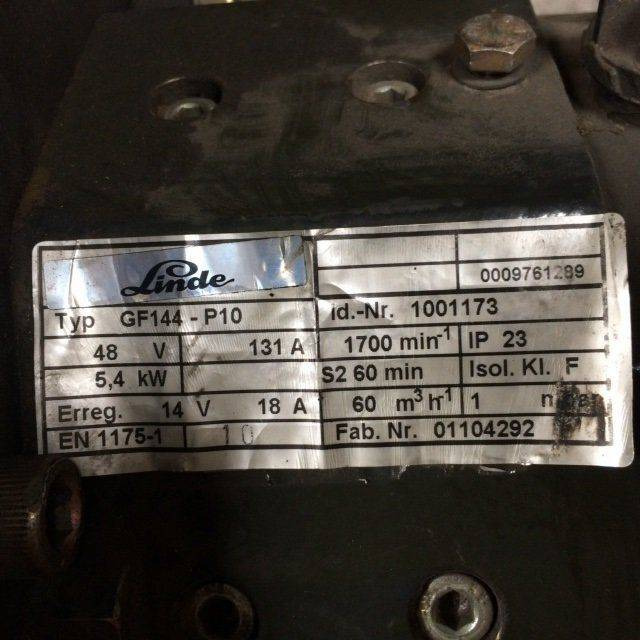 Linde
0009761289
Typ GF144 - P10 Id.-Nr. 1001173
48 V 131 A 1700 min-¹ IP 23
5,4 kW S2 60 min Isol. Kl. F
Erreg. 14 V 18 A 60 m³ h-¹ 1
EN 1175-1 10 Fab. Nr. 01104292